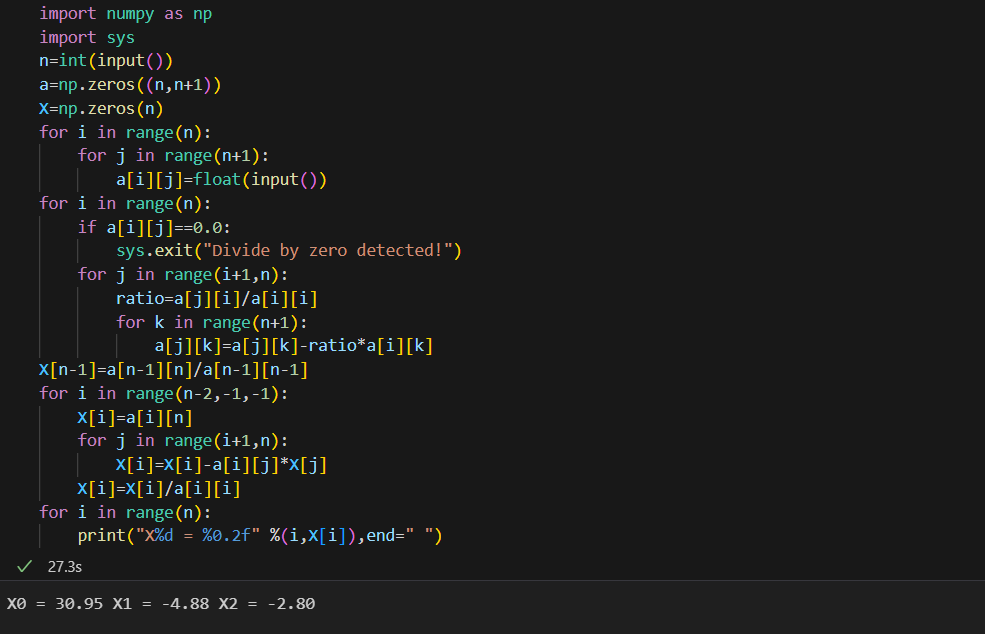 import numpy as np
import sys
n=int(input())
a=np.zeros((n,n+1))
X=np.zeros(n)
for i in range(n):
    for j in range(n+1):
        a[i][j]=float(input())
for i in range(n):
    if a[i][j]==0.0:
        sys.exit("Divide by zero detected!")
    for j in range(i+1,n):
        ratio=a[j][i]/a[i][i]
        for k in range(n+1):
            a[j][k]=a[j][k]-ratio*a[i][k]
X[n-1]=a[n-1][n]/a[n-1][n-1]
for i in range(n-2,-1,-1):
    X[i]=a[i][n]
    for j in range(i+1,n):
        X[i]=X[i]-a[i][j]*X[j]
    X[i]=X[i]/a[i][i]
for i in range(n):
    print("X%d = %0.2f" %(i,X[i]),end=" ")
27.3s
X0 = 30.95 X1 = -4.88 X2 = -2.80